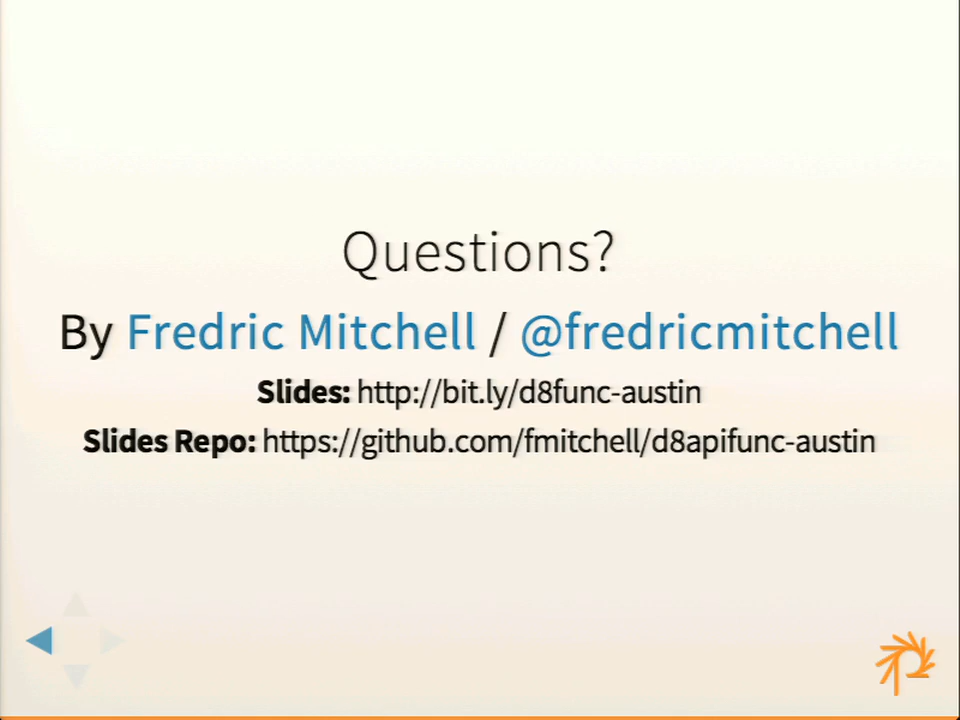 Questions?
By Fredric Mitchell / @fredricmitchell
Slides: http://bit.ly/d8func-austin
Slides Repo: https://github.com/fmitchell/d8apifunc-austin